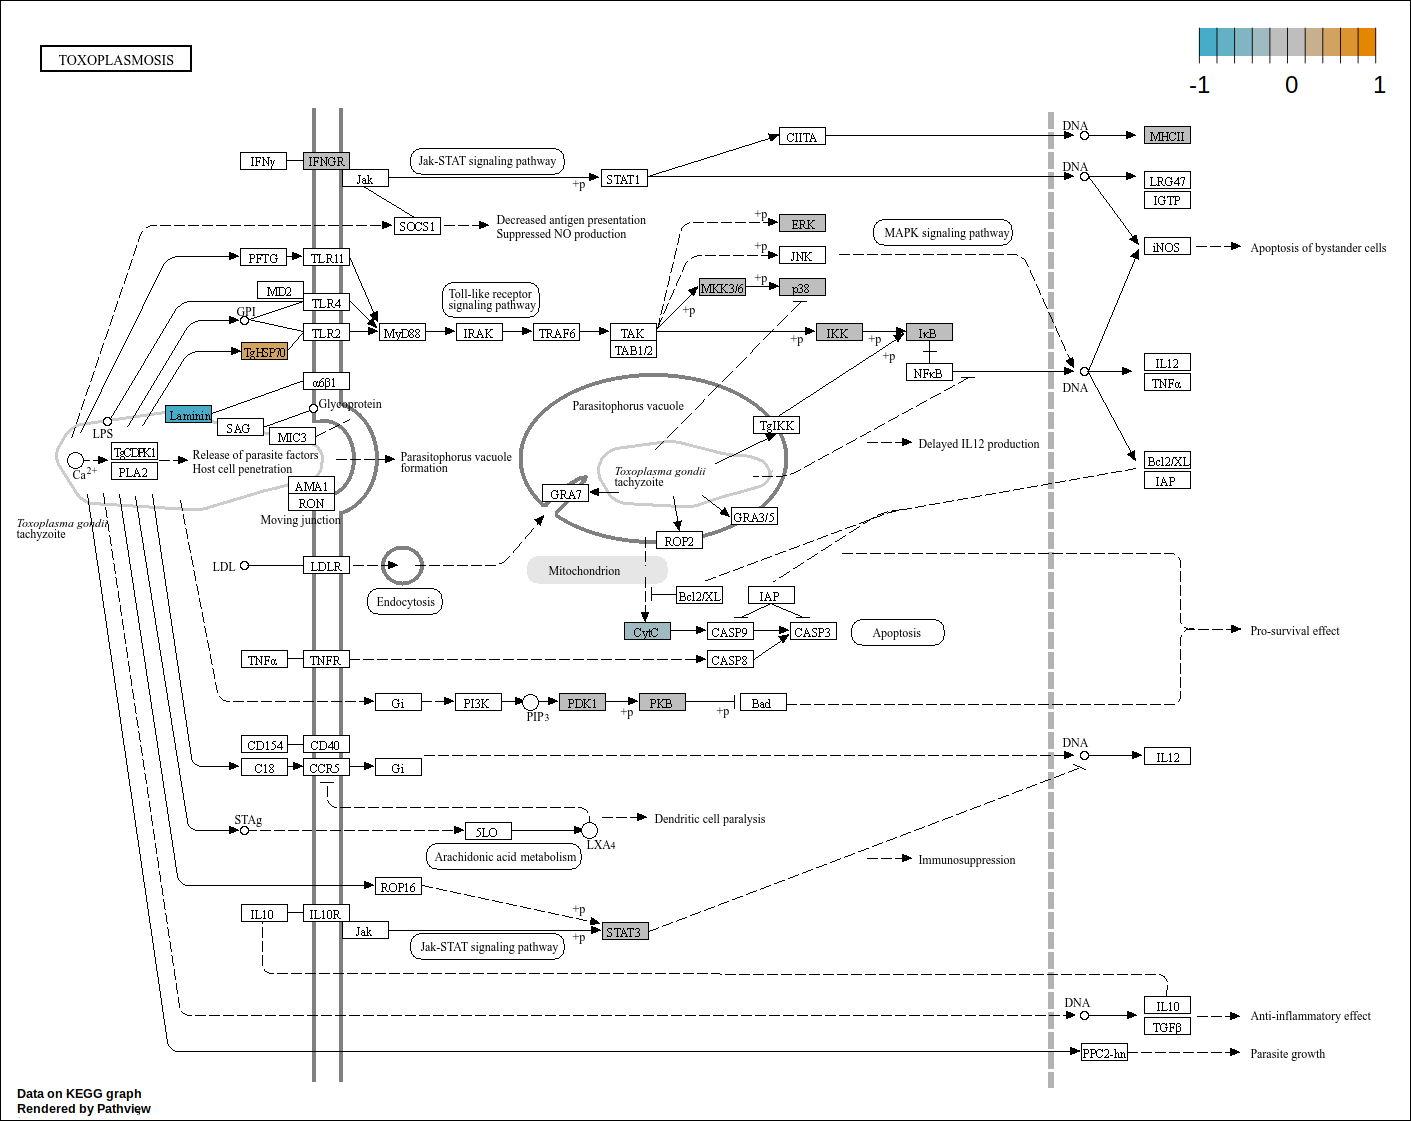 TOXOPLASMOSIS
-1
0
1
DNA
CIITA
MHCII
IFNγ
IFNGR
Jak-STAT signaling pathway
Jak
+p
STAT1
DNA
LRG47
IGTP
SOCS1
Decreased antigen presentation
Suppressed NO production
+p
ERK
MAPK signaling pathway
iNOS
Apoptosis of bystander cells
PFTG
TLR11
+p
JNK
MD2
TLR4
Toll-like receptor
signaling pathway
MKK3/6
+p
p38
+p
GPI
TLR2
MyD88
IRAK
TRAF6
TAK
TAB1/2
+p
IKK
IκB
+p
TgHSP70
NFκB
DNA
IL12
TNFα
α6β1
Glycoprotein
Parasitophorus vacuole
Laminin
SAG
MIC3
TgIKK
LPS
Ca2+
TgCDPK1
PLA2
Release of parasite factors
Host cell penetration
Parasitophorus vacuole
formation
Delayed IL12 production
Toxoplasma gondii
tachyzoite
Bcl2/XL
IAP
AMA1
RON
Moving junction
GRA7
GRA3/5
ROP2
Toxoplasma gondii
tachyzoite
LDL
LDLR
Endocytosis
Mitochondrion
Bcl2/XL
IAP
CytC
CASP9
CASP3
Apoptosis
Pro-survival effect
TNFα
TNFR
CASP8
Gi
PI3K
PIP3
PDK1
+p
PKB
+p
Bad
CD154
CD40
C18
CCR5
Gi
DNA
IL12
STAg
5LO
LXA4
Dendritic cell paralysis
Arachidonic acid metabolism
Immunosuppression
ROP16
+p
IL10
IL10R
Jak
+p
STAT3
Jak-STAT signaling pathway
DNA
IL10
TGFβ
Anti-inflammatory effect
PPC2-hn
Parasite growth
Data on KEGG graph
Rendered by Pathview